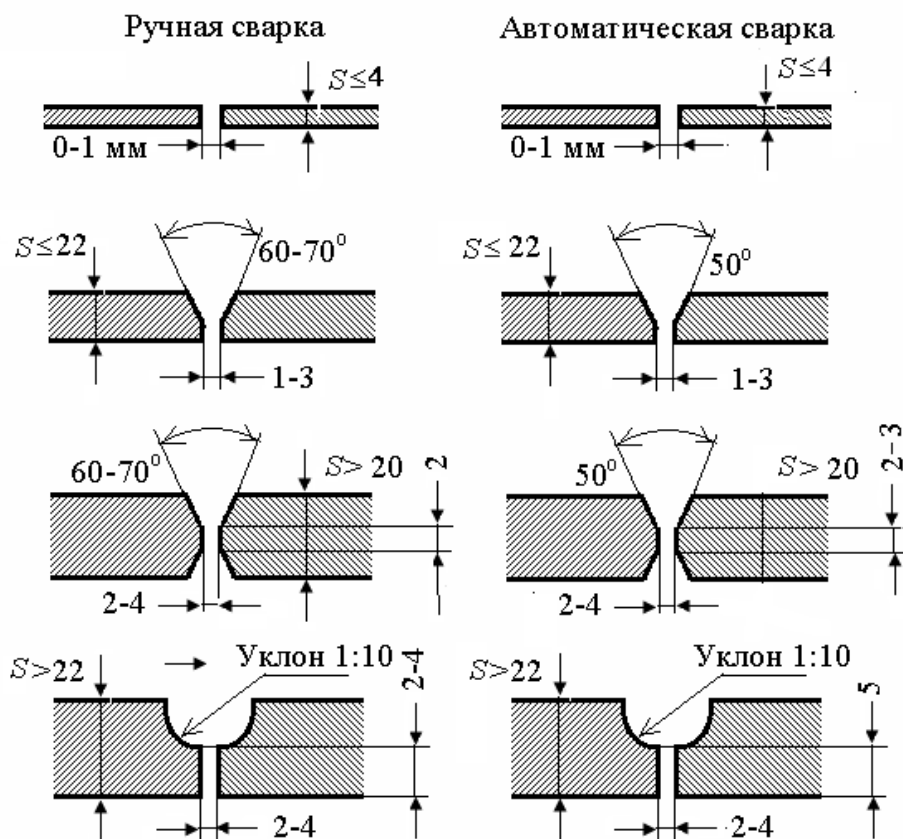 Ручная сварка
Автоматическая сварка
S≤4
S≤4
0-1 мм
0-1 мм
S≤22
60-70°
S≤ 22
50°
1-3
1-3
60-70°
S> 20
2
50°
S> 20
2-3
2-4
2-4
S>22
Уклон 1:10
2-4
S>22
Уклон 1:10
5
2-4
2-4